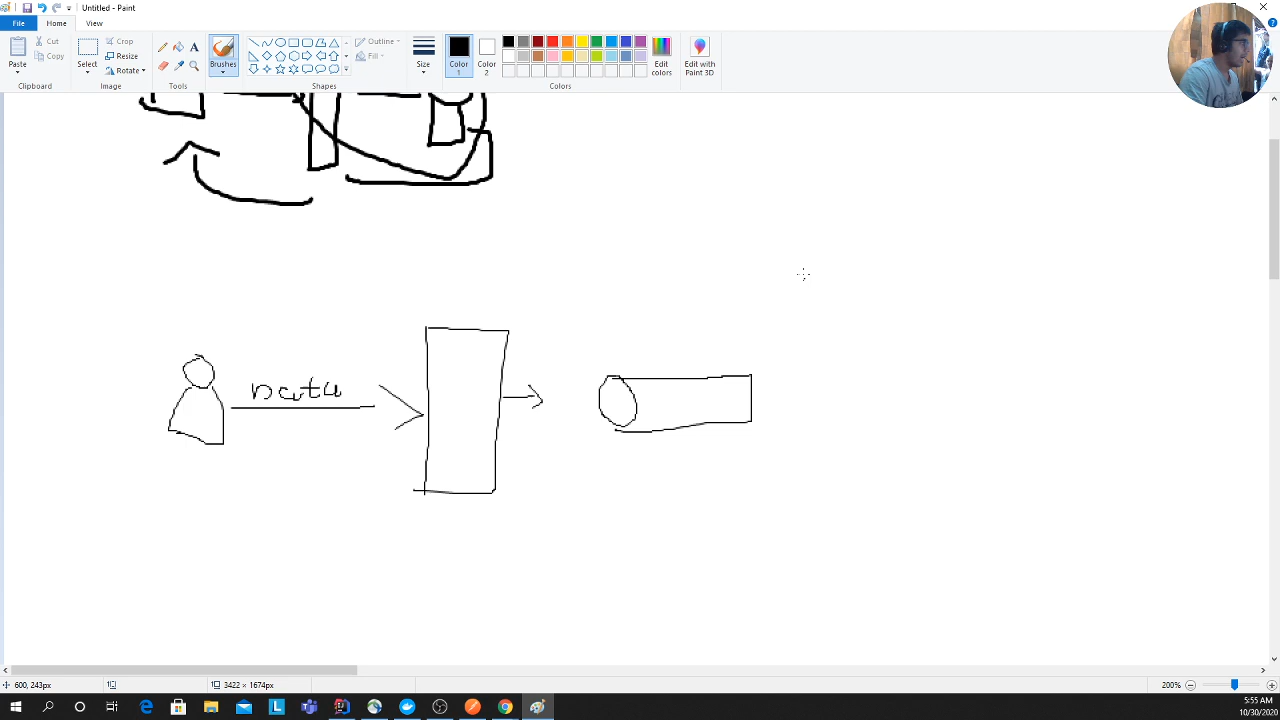 Untitled - Paint
File Home View
Paste
Cut
Copy
Clipboard
Select
Crop
Resize
Rotate
Image
Tools
Brushes
Shapes
Outline
Fill
Size
Color 1
Color 2
Edit colors
Colors
Edit with Paint 3D
Data
600, 243px
3422 × 1674px
200%
5:55 AM
10/30/2020